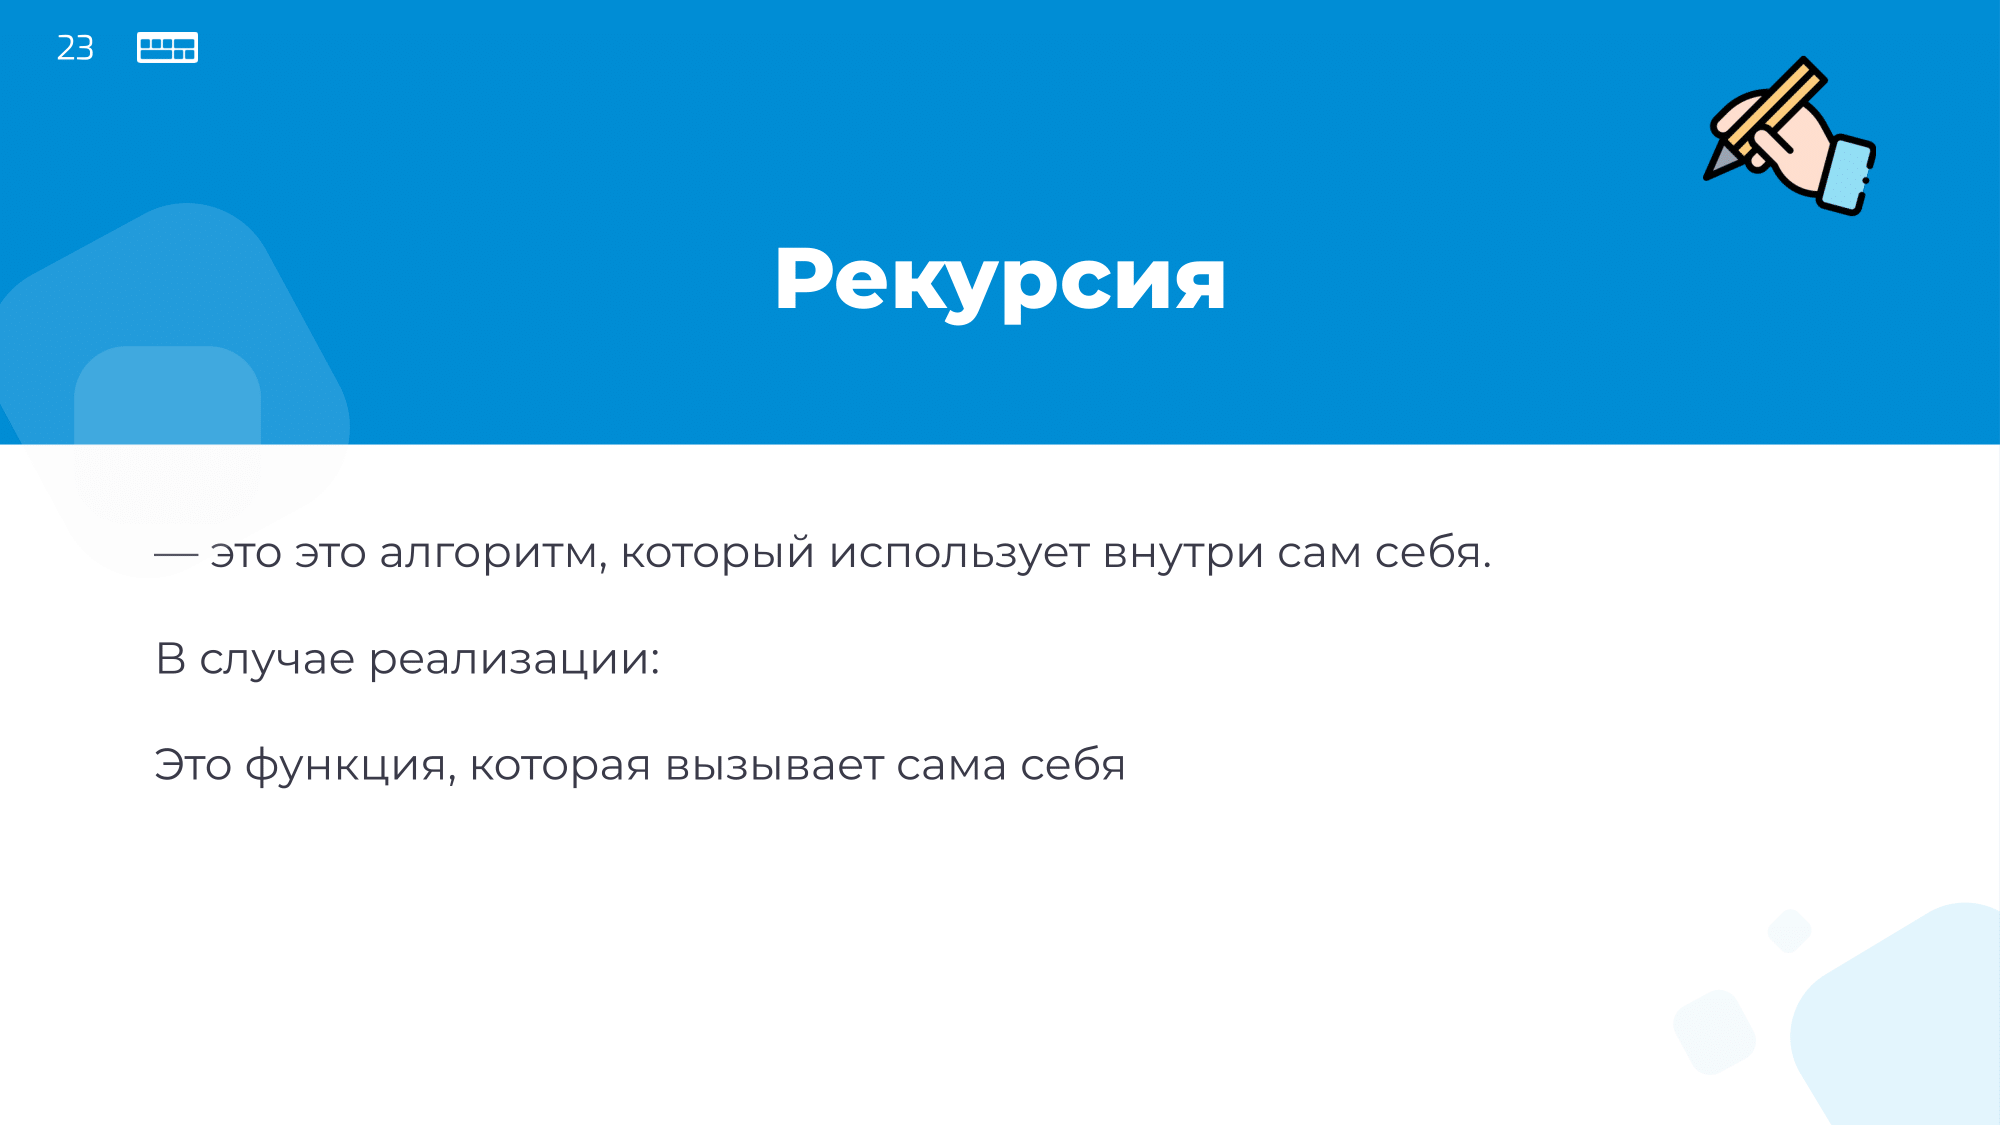 23
Рекурсия
— это это алгоритм, который использует внутри сам себя.
В случае реализации:
Это функция, которая вызывает сама себя